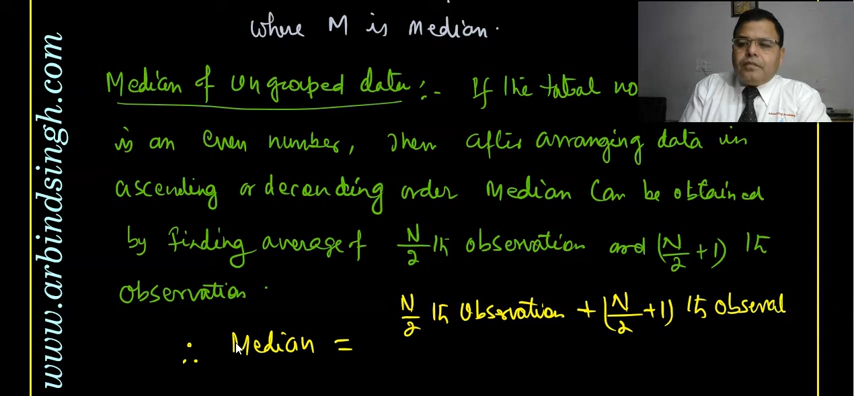 where M is Median.
Median of ungrouped data :- If the total no
is an even number, then after arranging data in
ascending or decending order Median Can be obtained
by finding average of N/2 th observation and (N/2 + 1) th
observation.
N/2 th Observation + (N/2 + 1) th Observat
∴ Median =
www.arbindsingh.com